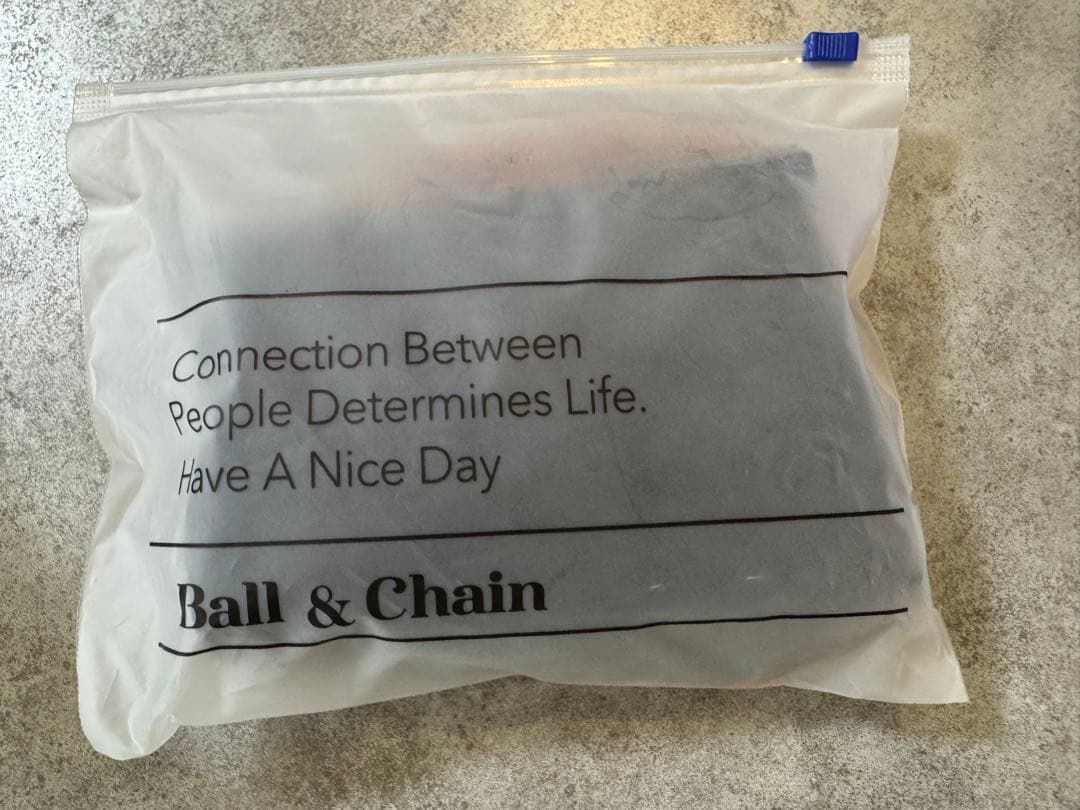 Connection Between
People Determines Life.
Have A Nice Day
Ball & Chain